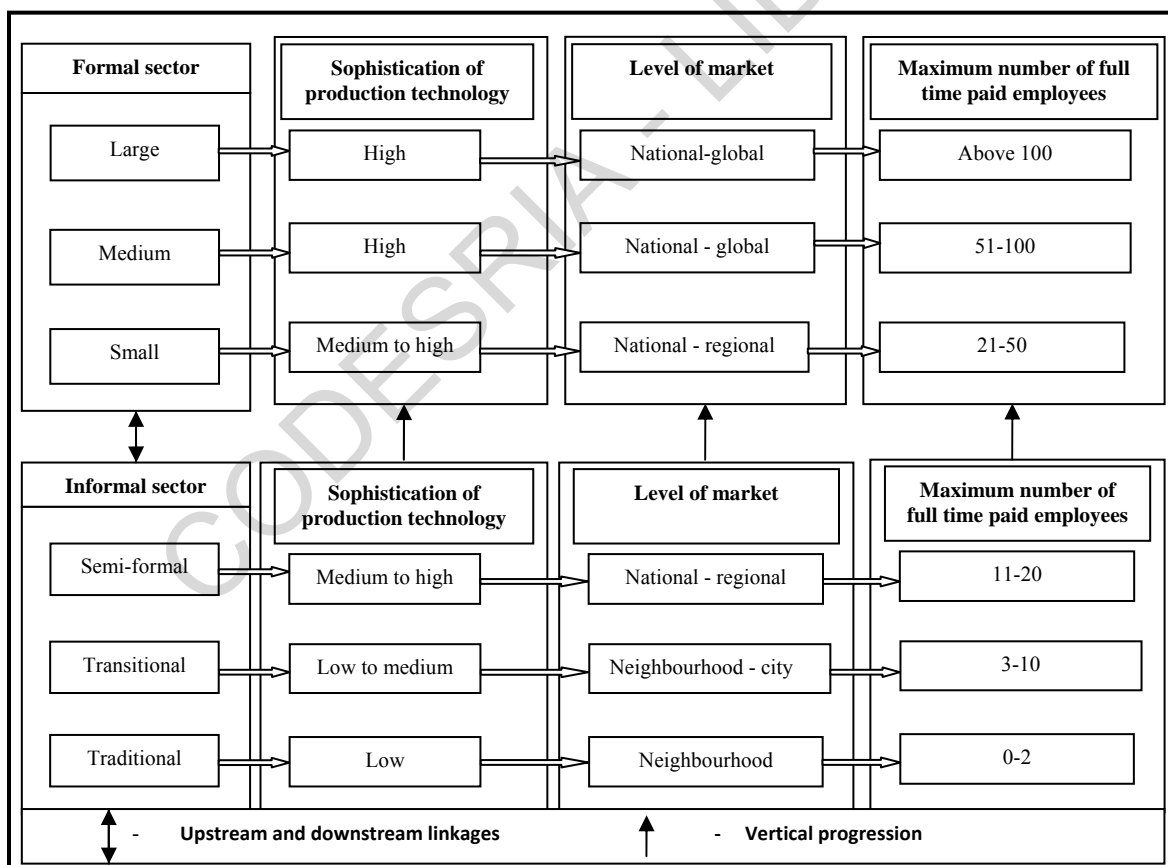 Formal sector
Sophistication of
production technology
Level of market
Maximum number of full
time paid employees
Large
High
National-global
Above 100
Medium
High
National - global
51-100
Small
Medium to high
National - regional
21-50
Informal sector
Sophistication of
production technology
Level of market
Maximum number of
full time paid employees
Semi-formal
Medium to high
National - regional
11-20
Transitional
Low to medium
Neighbourhood - city
3-10
Traditional
Low
Neighbourhood
0-2
- Upstream and downstream linkages
- Vertical progression
CODESRIA - LI